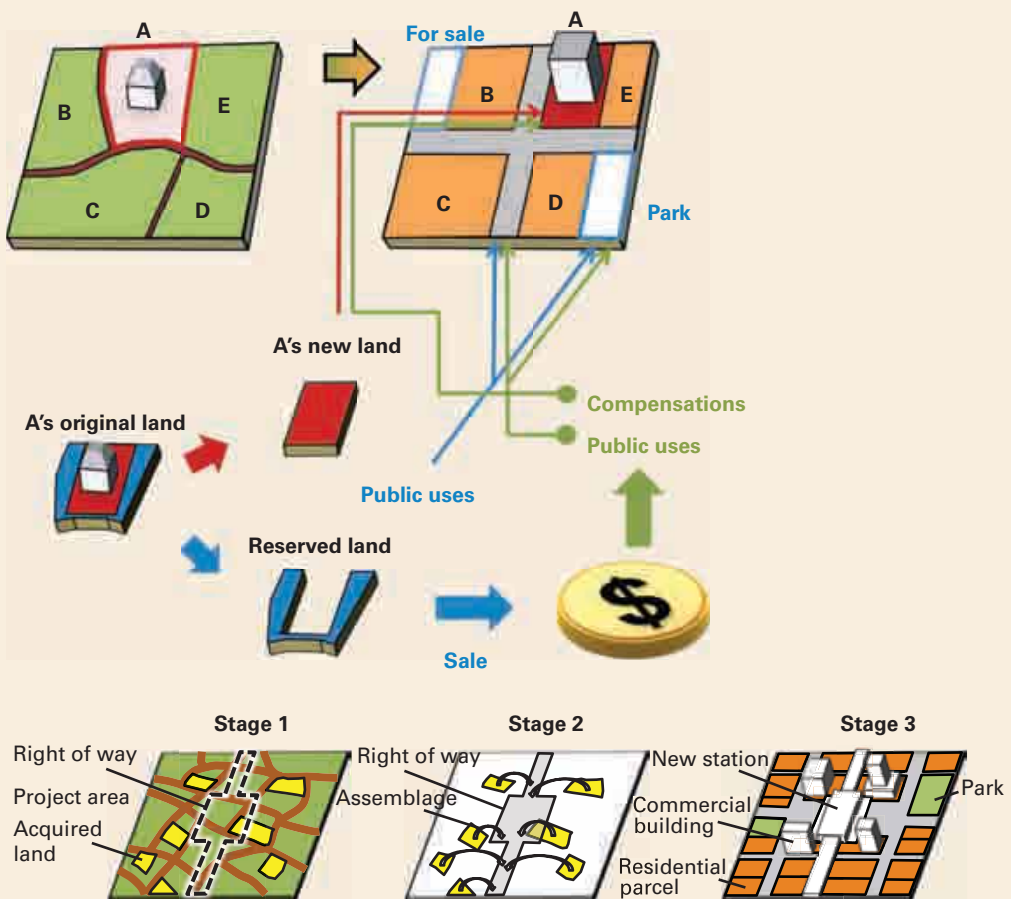 A
B
E
C
D
For sale
A
B
E
C
D
Park
A's new land
Compensations
A's original land
Public uses
Public uses
Reserved land
$
Sale
Stage 1
Right of way
Project area
Acquired
land
Stage 2
Right of way
Assemblage
Stage 3
New station
Park
Commercial
building
Residential
parcel